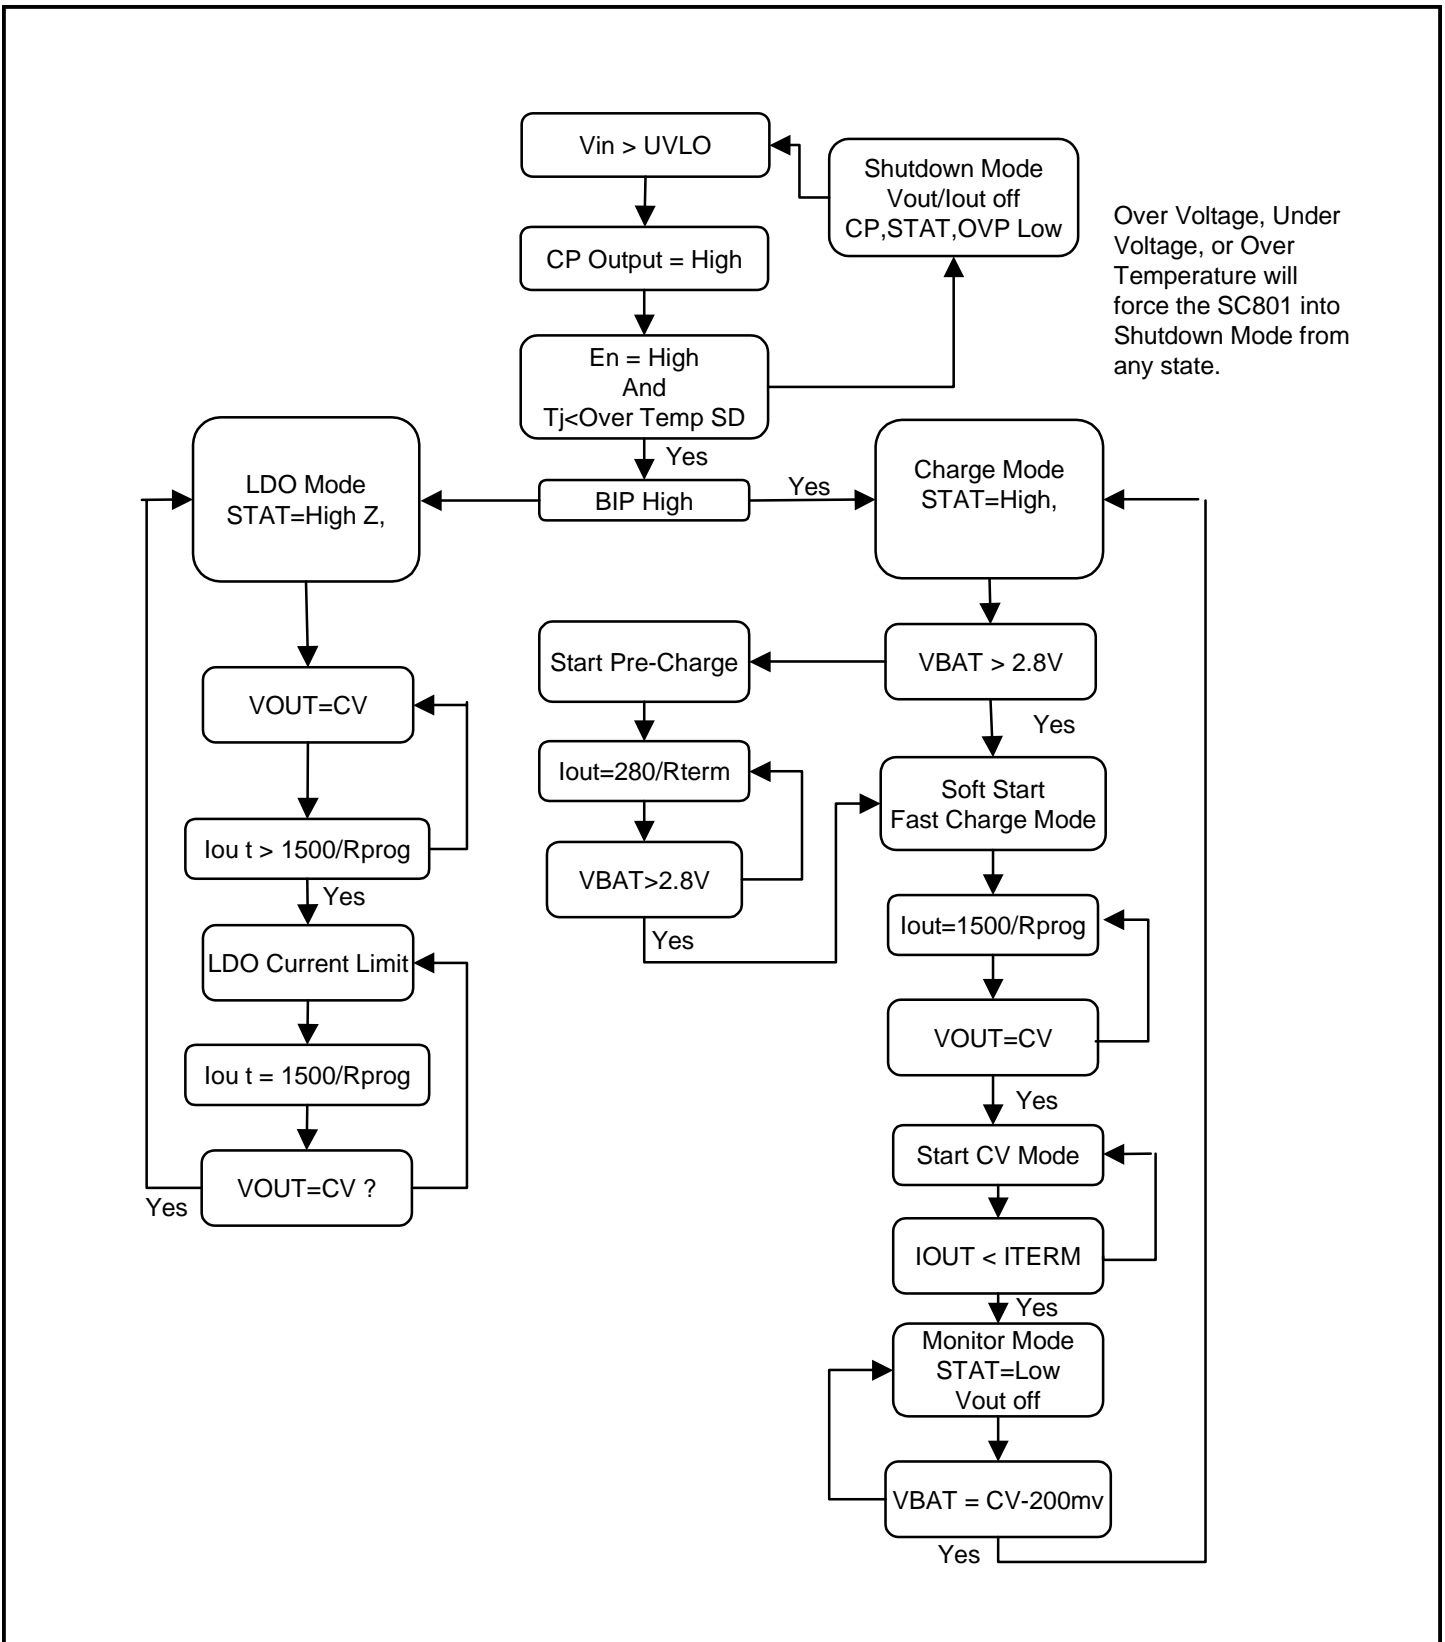 Vin > UVLO
Shutdown Mode
Vout/Iout off
CP,STAT,OVP Low
Over Voltage, Under
Voltage, or Over
Temperature will
force the SC801 into
Shutdown Mode from
any state.
CP Output = High
En = High
And
Tj<Over Temp SD
Yes
LDO Mode
STAT=High Z,
BIP High
Yes
Charge Mode
STAT=High,
Start Pre-Charge
VBAT > 2.8V
Yes
VOUT=CV
Iout=280/Rterm
Soft Start
Fast Charge Mode
Iou t > 1500/Rprog
Yes
VBAT>2.8V
Yes
Iout=1500/Rprog
LDO Current Limit
VOUT=CV
Yes
Iou t = 1500/Rprog
Start CV Mode
VOUT=CV ?
Yes
IOUT < ITERM
Yes
Monitor Mode
STAT=Low
Vout off
VBAT = CV-200mv
Yes